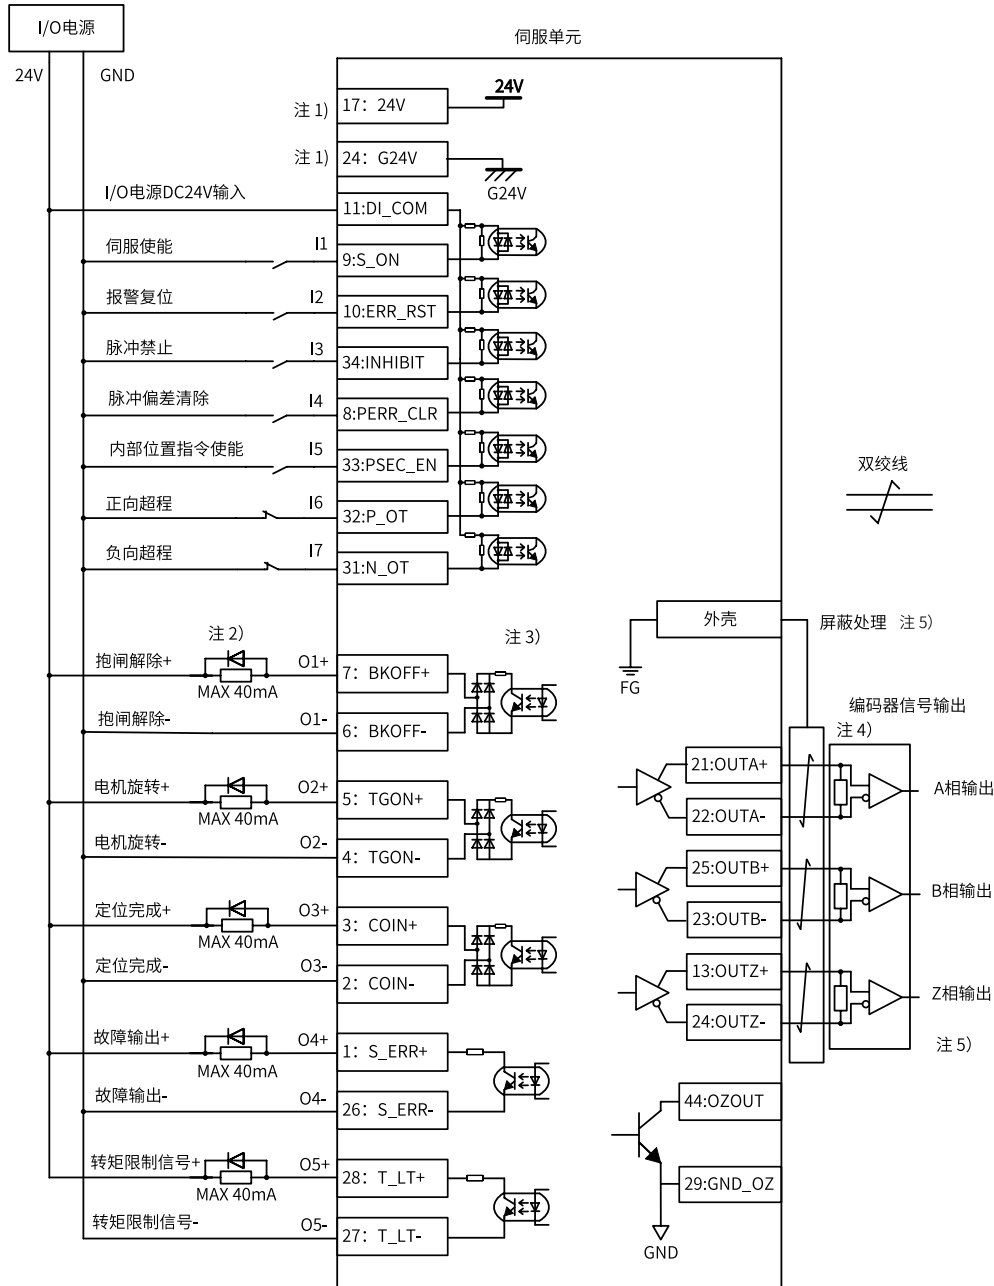 I/O电源
伺服单元
24V
GND
24V
注 1)
17：24V
注 1)
24：G24V
G24V
I/O电源DC24V输入
11:DI_COM
伺服使能
I1
9:S_ON
报警复位
I2
10:ERR_RST
脉冲禁止
I3
34:INHIBIT
脉冲偏差清除
I4
8:PERR_CLR
内部位置指令使能
I5
33:PSEC_EN
双绞线
正向超程
I6
32:P_OT
负向超程
I7
31:N_OT
外壳
屏蔽处理 注 5)
FG
注 2)
注 3)
抱闸解除+
O1+
7：BKOFF+
MAX 40mA
抱闸解除-
O1-
6：BKOFF-
编码器信号输出
注 4)
电机旋转+
O2+
5：TGON+
MAX 40mA
电机旋转-
O2-
4：TGON-
21:OUTA+
A相输出
22:OUTA-
25:OUTB+
B相输出
23:OUTB-
定位完成+
O3+
3：COIN+
MAX 40mA
定位完成-
O3-
2：COIN-
13:OUTZ+
Z相输出
24:OUTZ-
注 5)
故障输出+
O4+
1：S_ERR+
MAX 40mA
故障输出-
O4-
26：S_ERR-
44:OZOUT
转矩限制信号+
O5+
28：T_LT+
MAX 40mA
29:GND_OZ
转矩限制信号-
O5-
27：T_LT-
GND